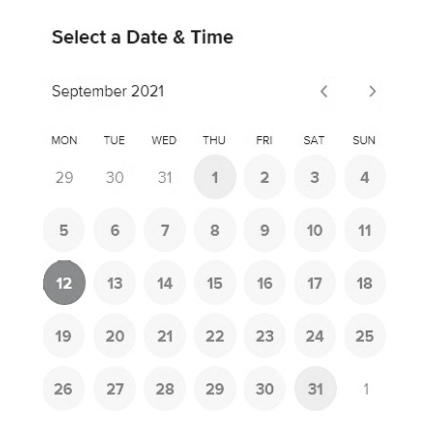 Select a Date & Time
September 2021
MON TUE WED THU FRI SAT SUN
29 30 31 1 2 3 4
5 6 7 8 9 10 11
12 13 14 15 16 17 18
19 20 21 22 23 24 25
26 27 28 29 30 31 1